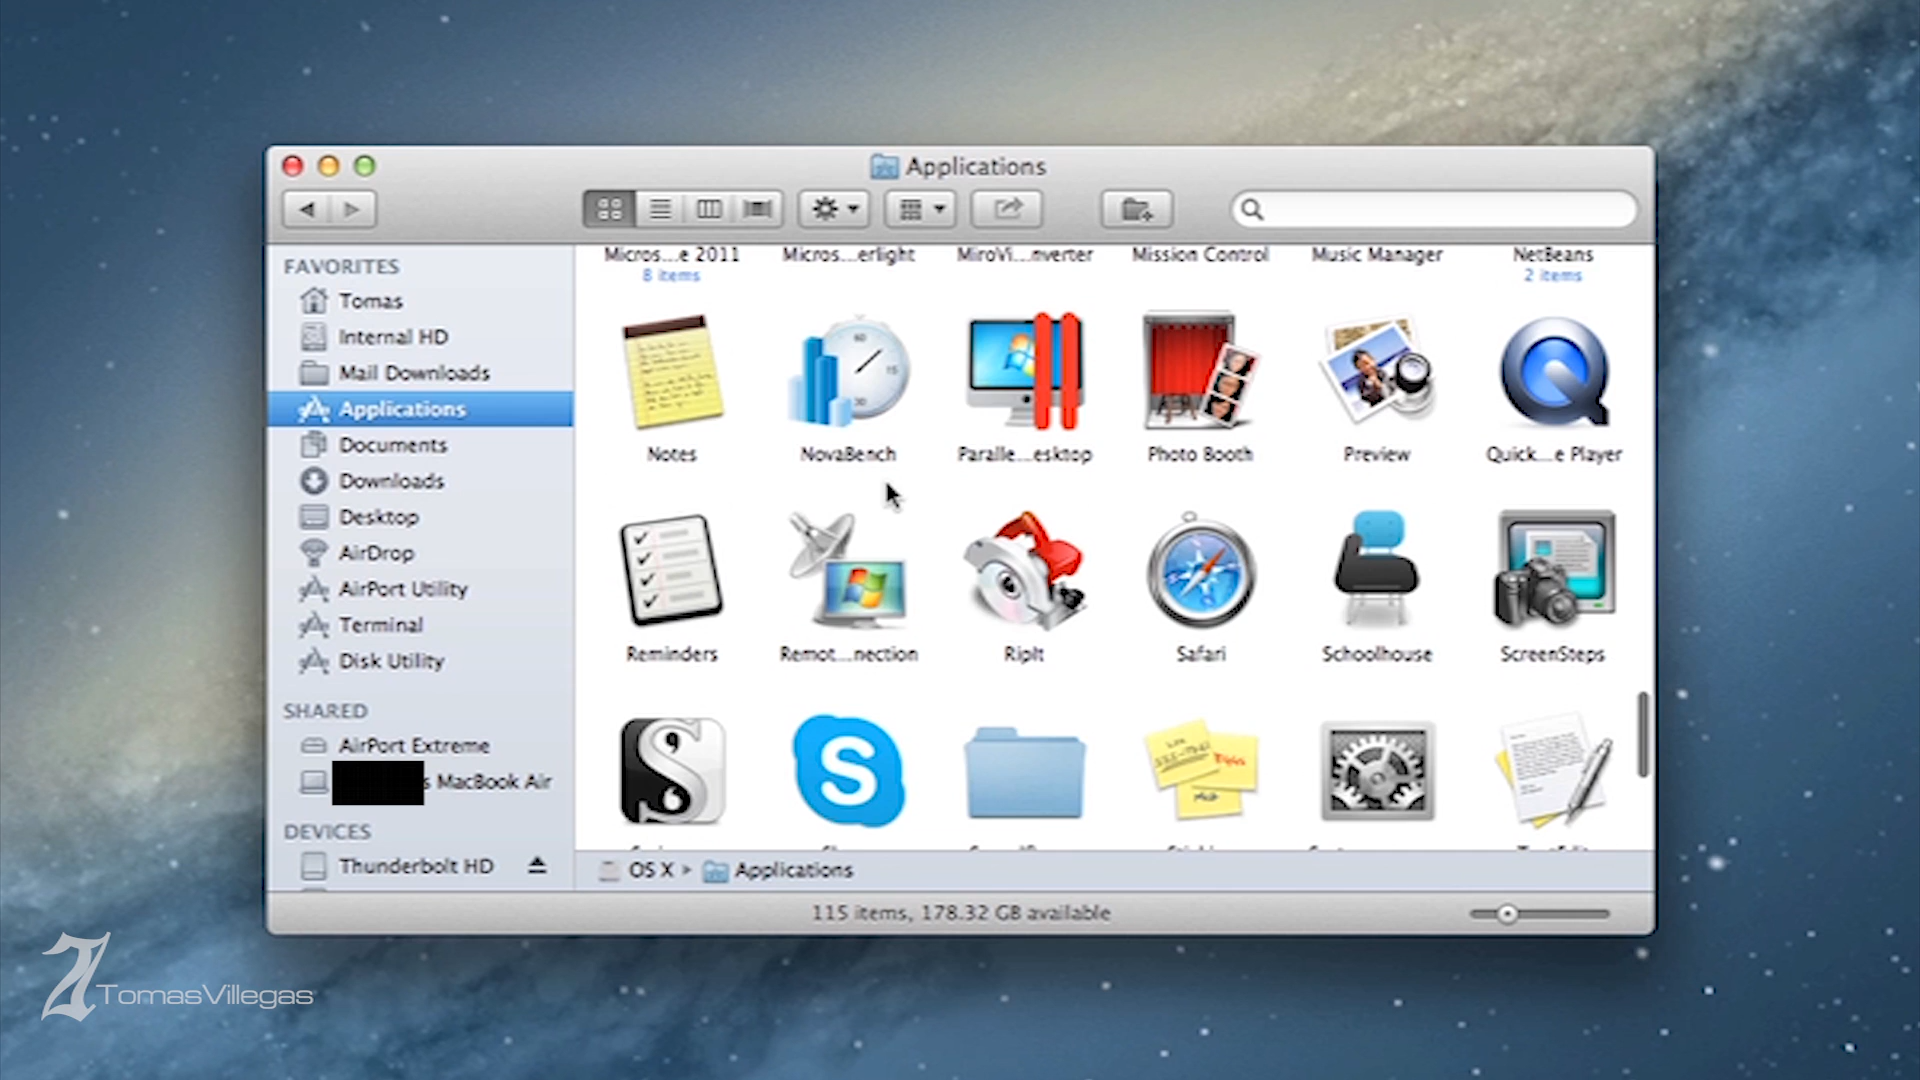 Applications
FAVORITES
Tomas
Internal HD
Mail Downloads
Applications
Documents
Downloads
Desktop
AirDrop
AirPort Utility
Terminal
Disk Utility
SHARED
AirPort Extreme
s MacBook Air
DEVICES
Thunderbolt HD
Micros...e 2011 Micros...erlight MiroVi...nverter Mission Control Music Manager NetBeans
8 items 2 items
Notes NovaBench Paralle...esktop Photo Booth Preview Quick...e Player
Reminders Remot...nection RipIt Safari Schoolhouse ScreenSteps
OS X Applications
115 items, 178.32 GB available
TomasVillegas